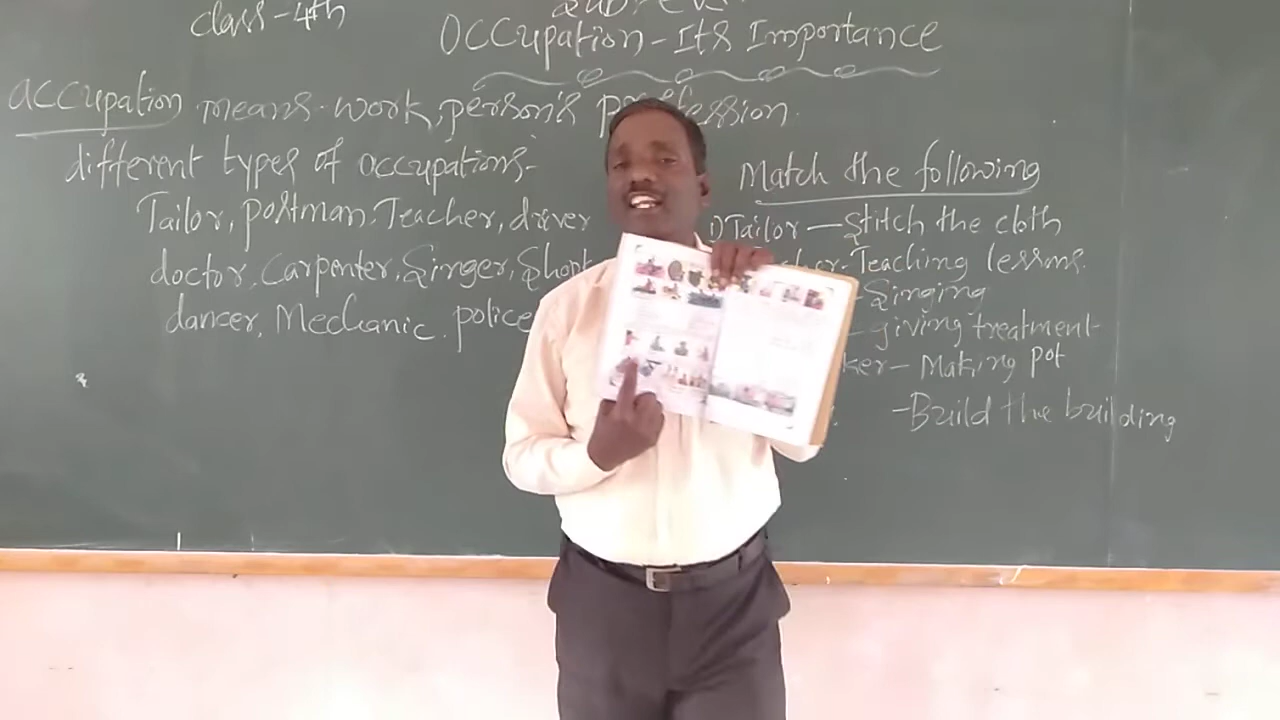 class-4th
Occupation - Its Importance
accupation means - work, person's profession.
different types of occupations-
Tailor, postman, Teacher, driver
doctor, Carpenter, Singer, Shopk
dancer, Mechanic. police
Match the following
1) Tailor — Stitch the cloth
cher - Teaching lessons.
- Singing
- giving treatment
ker - Making pot
- Build the building